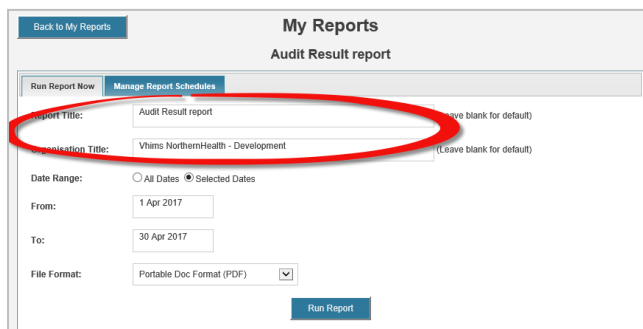 Back to My Reports
My Reports
Audit Result report
Run Report Now
Manage Report Schedules
Report Title:
Audit Result report
(Leave blank for default)
Organisation Title:
Vhims NorthernHealth - Development
(Leave blank for default)
Date Range:
All Dates
Selected Dates
From:
1 Apr 2017
To:
30 Apr 2017
File Format:
Portable Doc Format (PDF)
Run Report